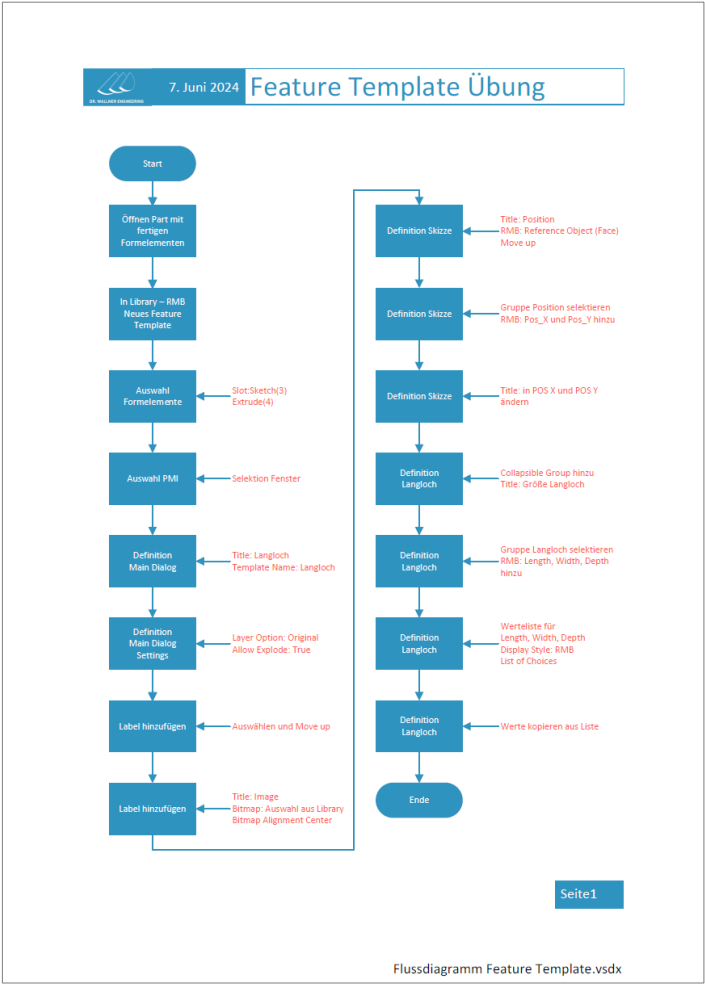 DR. WALLNER ENGINEERING
7. Juni 2024
Feature Template Übung
Start
Öffnen Part mit
fertigen
Formelementen
In Library – RMB
Neues Feature
Template
Auswahl
Formelemente
Slot:Sketch(3)
Extrude(4)
Auswahl PMI
Selektion Fenster
Definition
Main Dialog
Title: Langloch
Template Name: Langloch
Definition
Main Dialog
Settings
Layer Option: Original
Allow Explode: True
Label hinzufügen
Auswählen und Move up
Label hinzufügen
Title: Image
Bitmap: Auswahl aus Library
Bitmap Alignment Center
Definition Skizze
Title: Position
RMB: Reference Object (Face)
Move up
Definition Skizze
Gruppe Position selektieren
RMB: Pos_X und Pos_Y hinzu
Definition Skizze
Title: in POS X und POS Y
ändern
Definition
Langloch
Collapsible Group hinzu
Title: Größe Langloch
Definition
Langloch
Gruppe Langloch selektieren
RMB: Length, Width, Depth
hinzu
Definition
Langloch
Werteliste für
Length, Width, Depth
Display Style: RMB
List of Choices
Definition
Langloch
Werte kopieren aus Liste
Ende
Seite1
Flussdiagramm Feature Template.vsdx